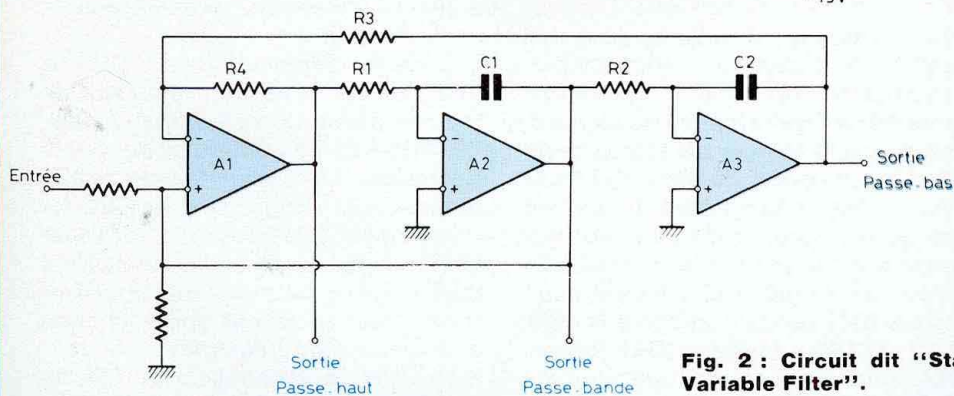 R3
R4
R1
C1
R2
C2
-
-
-
A1
A2
A3
Entrée
+
+
+
Sortie
Passe.bas
Sortie
Passe.haut
Sortie
Passe.bande
Fig. 2 : Circuit dit "Sta
Variable Filter".